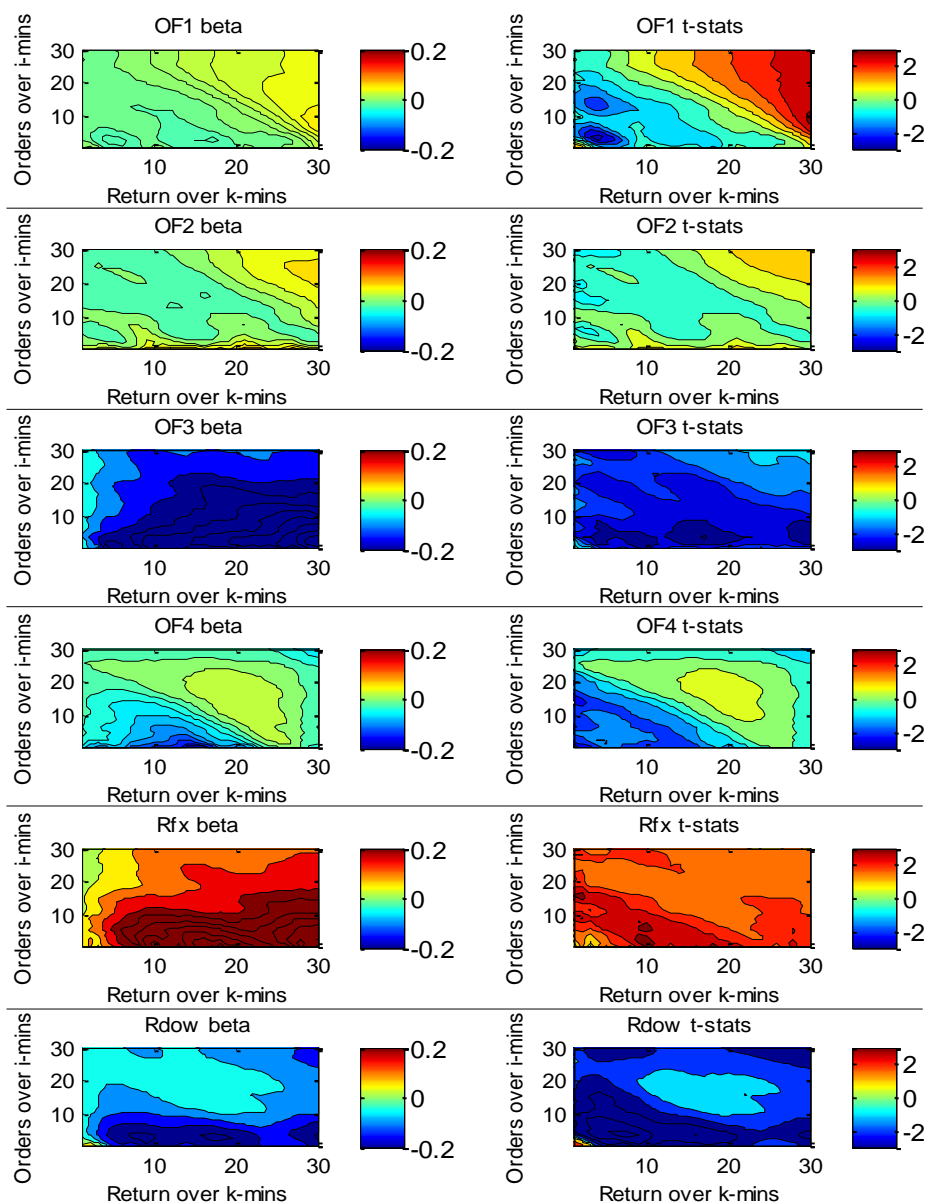 OF1 beta
OF1 t-stats
Orders over i-mins
30
20
10
10 20 30
Return over k-mins
0.2
0
-0.2
Orders over i-mins
30
20
10
10 20 30
Return over k-mins
2
0
-2
OF2 beta
OF2 t-stats
Orders over i-mins
30
20
10
10 20 30
Return over k-mins
0.2
0
-0.2
Orders over i-mins
30
20
10
10 20 30
Return over k-mins
2
0
-2
OF3 beta
OF3 t-stats
Orders over i-mins
30
20
10
10 20 30
Return over k-mins
0.2
0
-0.2
Orders over i-mins
30
20
10
10 20 30
Return over k-mins
2
0
-2
OF4 beta
OF4 t-stats
Orders over i-mins
30
20
10
10 20 30
Return over k-mins
0.2
0
-0.2
Orders over i-mins
30
20
10
10 20 30
Return over k-mins
2
0
-2
Rfx beta
Rfx t-stats
Orders over i-mins
30
20
10
10 20 30
Return over k-mins
0.2
0
-0.2
Orders over i-mins
30
20
10
10 20 30
Return over k-mins
2
0
-2
Rdow beta
Rdow t-stats
Orders over i-mins
30
20
10
10 20 30
Return over k-mins
0.2
0
-0.2
Orders over i-mins
30
20
10
10 20 30
Return over k-mins
2
0
-2